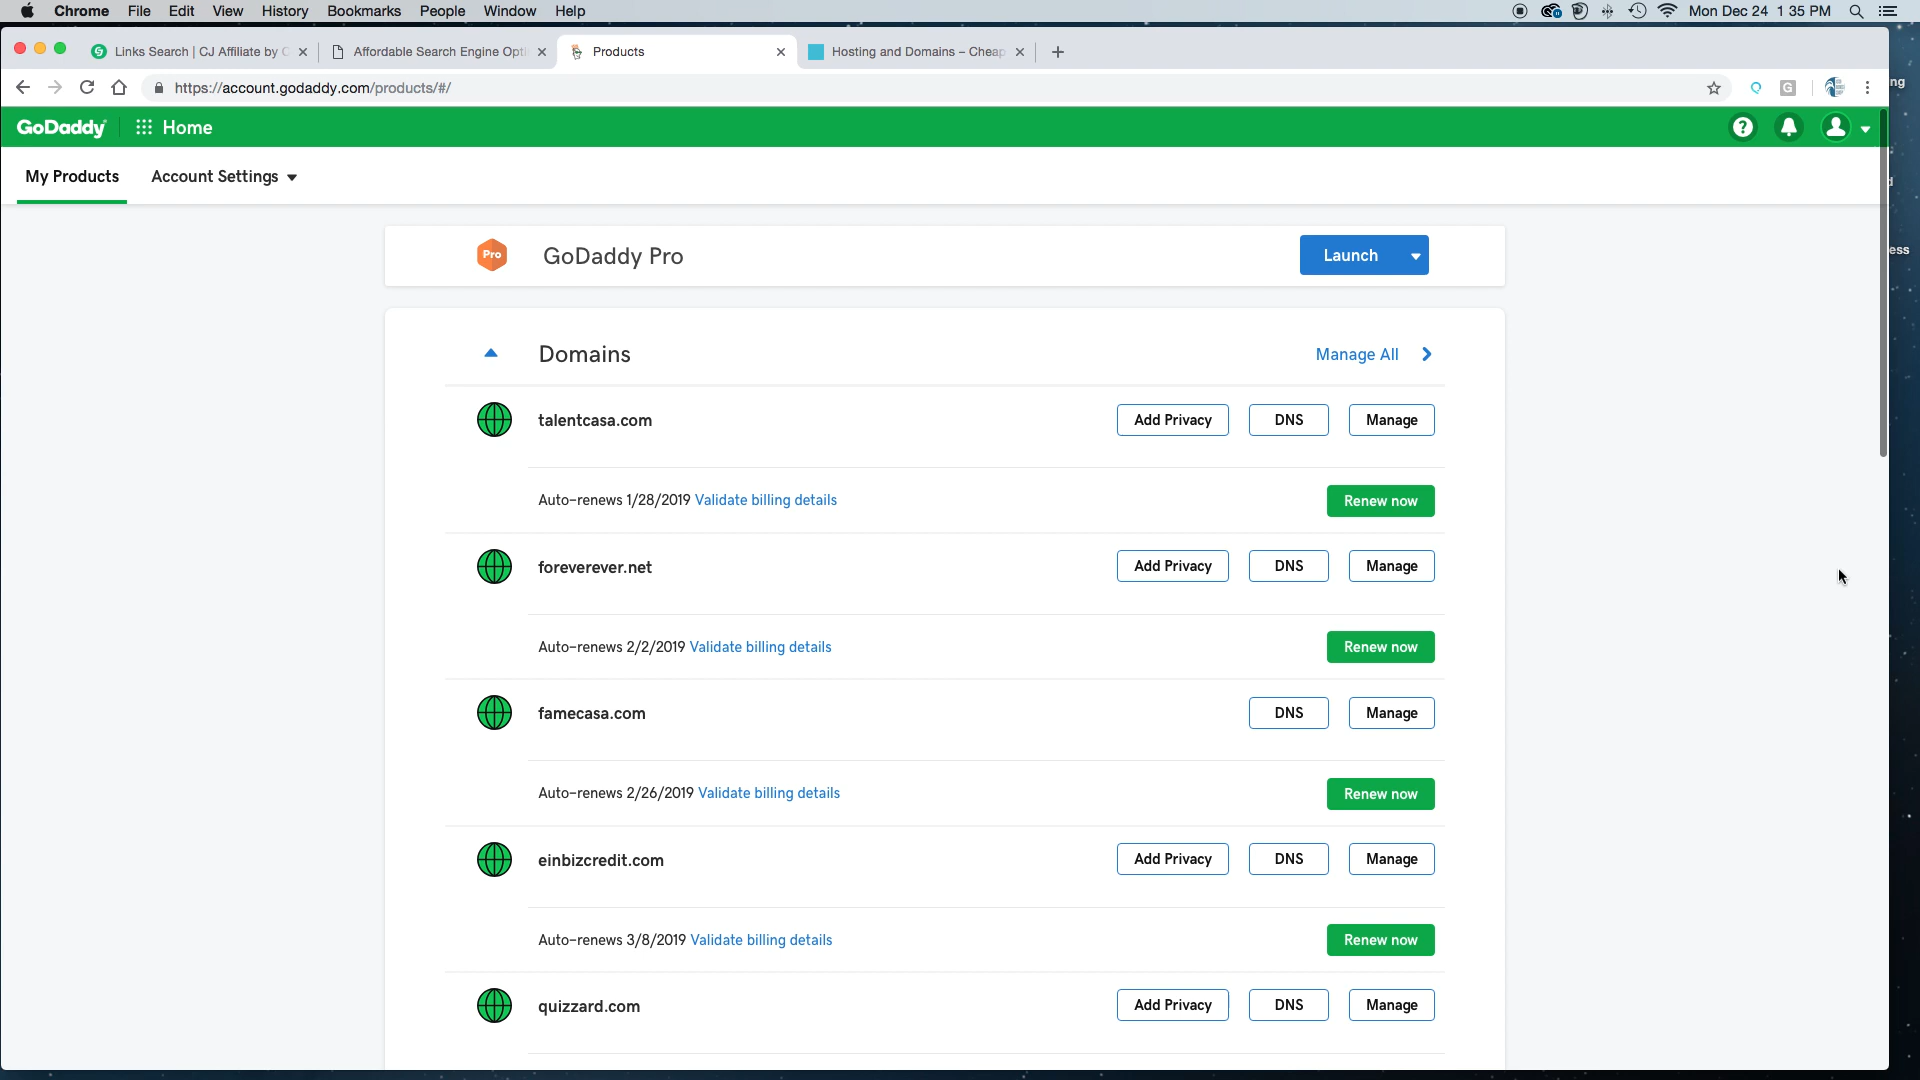 Chrome File Edit View History Bookmarks People Window Help Mon Dec 24 1 35 PM
Links Search | CJ Affiliate by C Affordable Search Engine Opti Products Hosting and Domains – Cheap
https://account.godaddy.com/products/#/ G
ng
GoDaddy Home ?
My Products Account Settings
Pro GoDaddy Pro Launch
ess
Domains Manage All
talentcasa.com Add Privacy DNS Manage
Auto-renews 1/28/2019 Validate billing details Renew now
foreverever.net Add Privacy DNS Manage
Auto-renews 2/2/2019 Validate billing details Renew now
famecasa.com DNS Manage
Auto-renews 2/26/2019 Validate billing details Renew now
einbizcredit.com Add Privacy DNS Manage
Auto-renews 3/8/2019 Validate billing details Renew now
quizzard.com Add Privacy DNS Manage